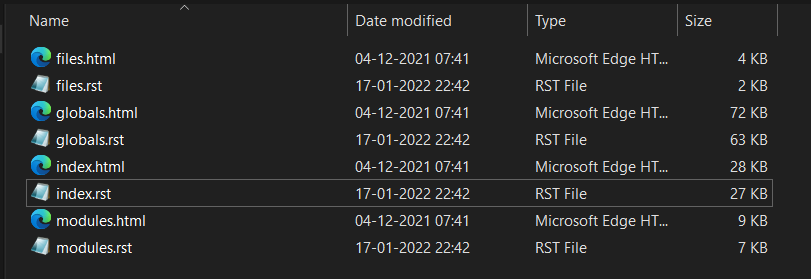 Name Date modified Type Size
files.html 04-12-2021 07:41 Microsoft Edge HT... 4 KB
files.rst 17-01-2022 22:42 RST File 2 KB
globals.html 04-12-2021 07:41 Microsoft Edge HT... 72 KB
globals.rst 17-01-2022 22:42 RST File 63 KB
index.html 04-12-2021 07:41 Microsoft Edge HT... 28 KB
index.rst 17-01-2022 22:42 RST File 27 KB
modules.html 04-12-2021 07:41 Microsoft Edge HT... 9 KB
modules.rst 17-01-2022 22:42 RST File 7 KB